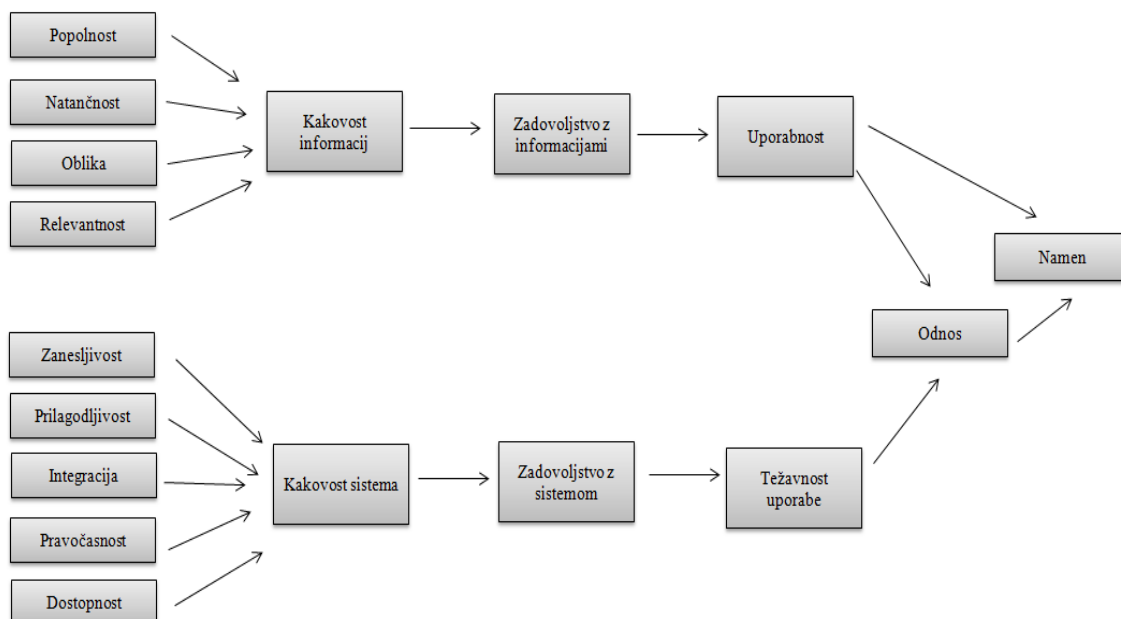 Popolnost
Natančnost
Oblika
Relevantnost
Kakovost
informacij
Zadovoljstvo z
informacijami
Uporabnost
Namen
Odnos
Zanesljivost
Prilagodljivost
Integracija
Pravočasnost
Dostopnost
Kakovost sistema
Zadovoljstvo z
sistemom
Težavnost
uporabe